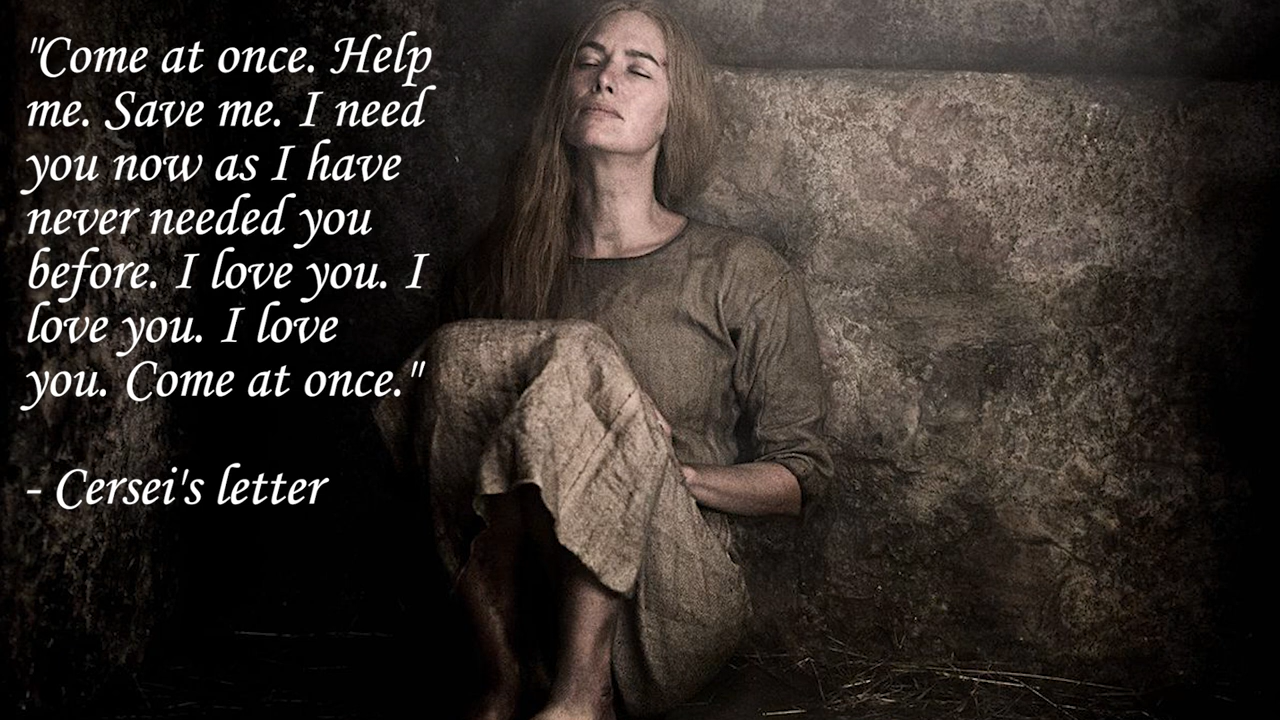 "Come at once. Help
me. Save me. I need
you now as I have
never needed you
before. I love you. I
love you. I love
you. Come at once."
- Cersei's letter